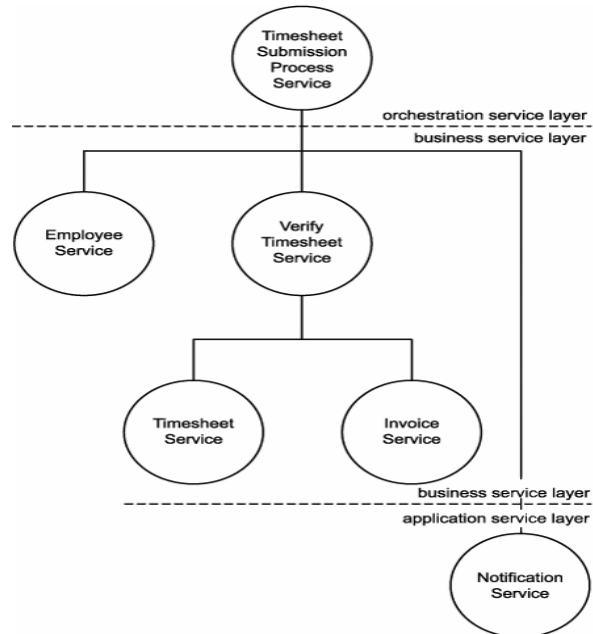 Timesheet
Submission
Process
Service
orchestration service layer
business service layer
Employee
Service
Verify
Timesheet
Service
Timesheet
Service
Invoice
Service
business service layer
application service layer
Notification
Service